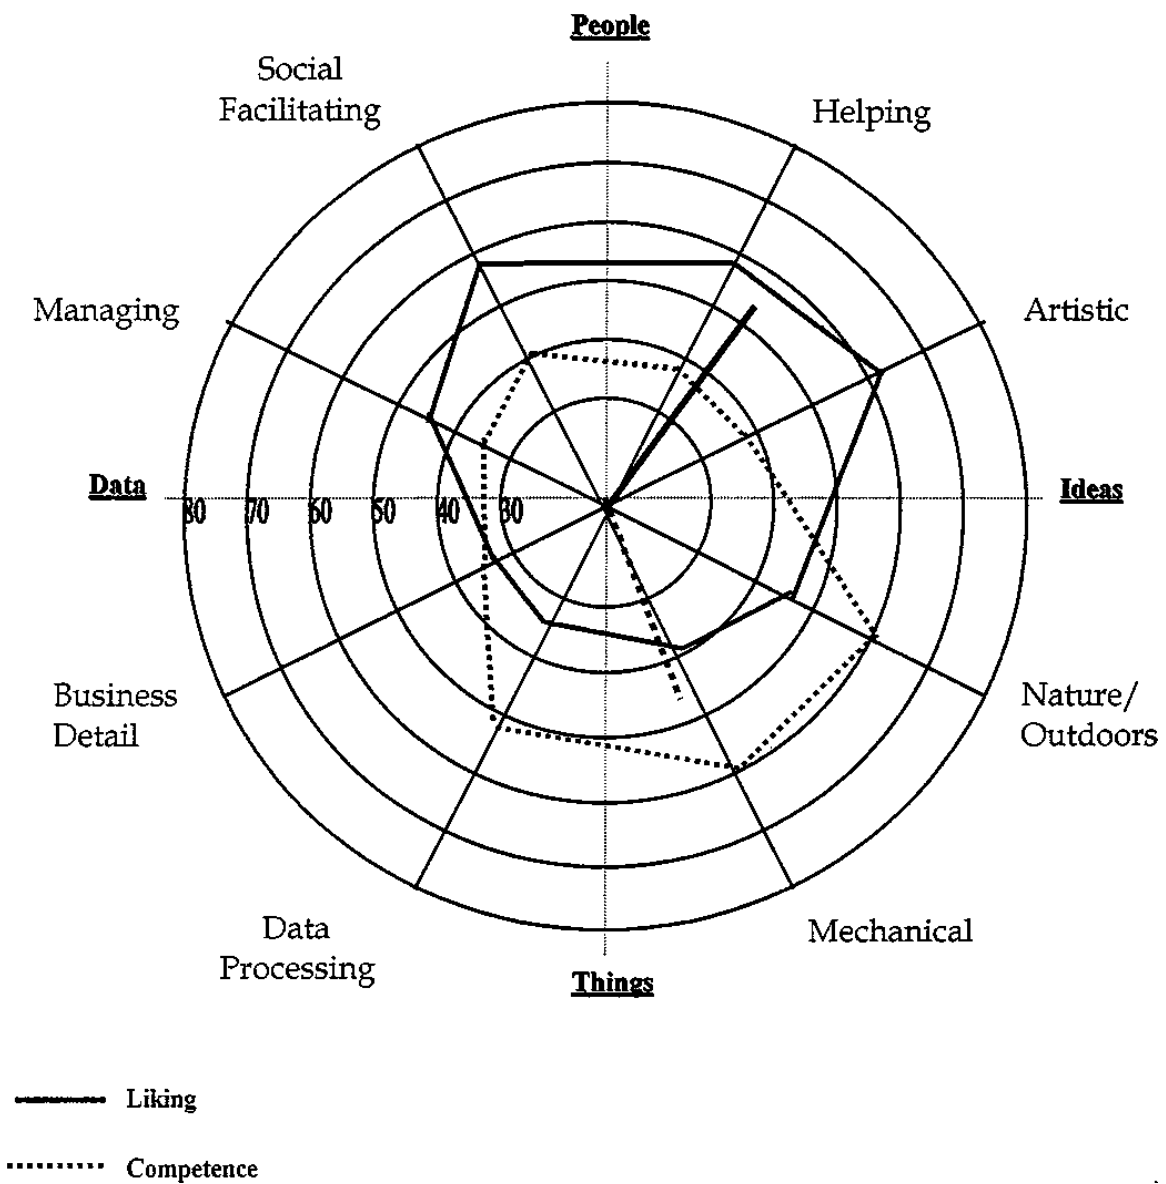 People
Social
Facilitating
Helping
Managing
Artistic
Data
80 70 60 50 40 30
Ideas
Business
Detail
Nature/
Outdoors
Data
Processing
Mechanical
Things
Liking
Competence